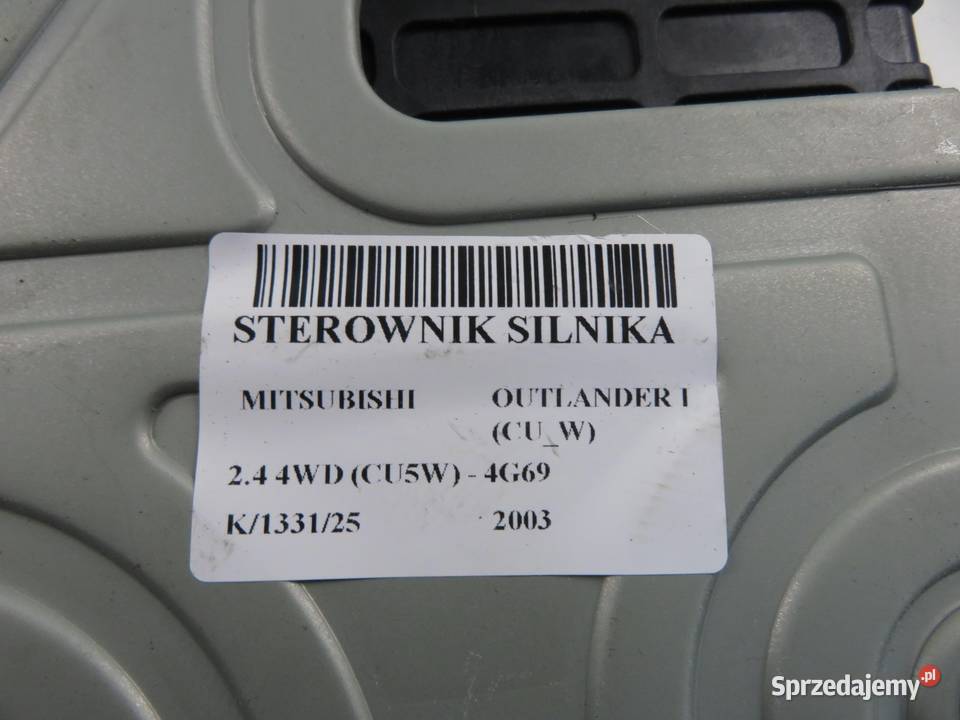 STEROWNIK SILNIKA
MITSUBISHI OUTLANDER I
(CU_W)
2.4 4WD (CU5W) - 4G69
K/1331/25 2003
Sprzedajemy.pl